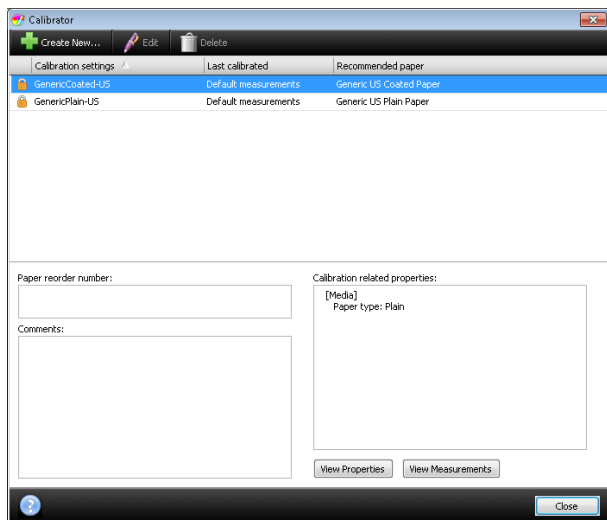 Calibrator
Create New... Edit Delete
Calibration settings Last calibrated Recommended paper
GenericCoated-US Default measurements Generic US Coated Paper
GenericPlain-US Default measurements Generic US Plain Paper
Paper reorder number: Calibration related properties:
[Media]
Paper type: Plain
Comments:
View Properties View Measurements
? Close